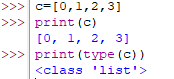 >>> c=[0,1,2,3]
>>> print(c)
[0, 1, 2, 3]
>>> print(type(c))
<class 'list'>